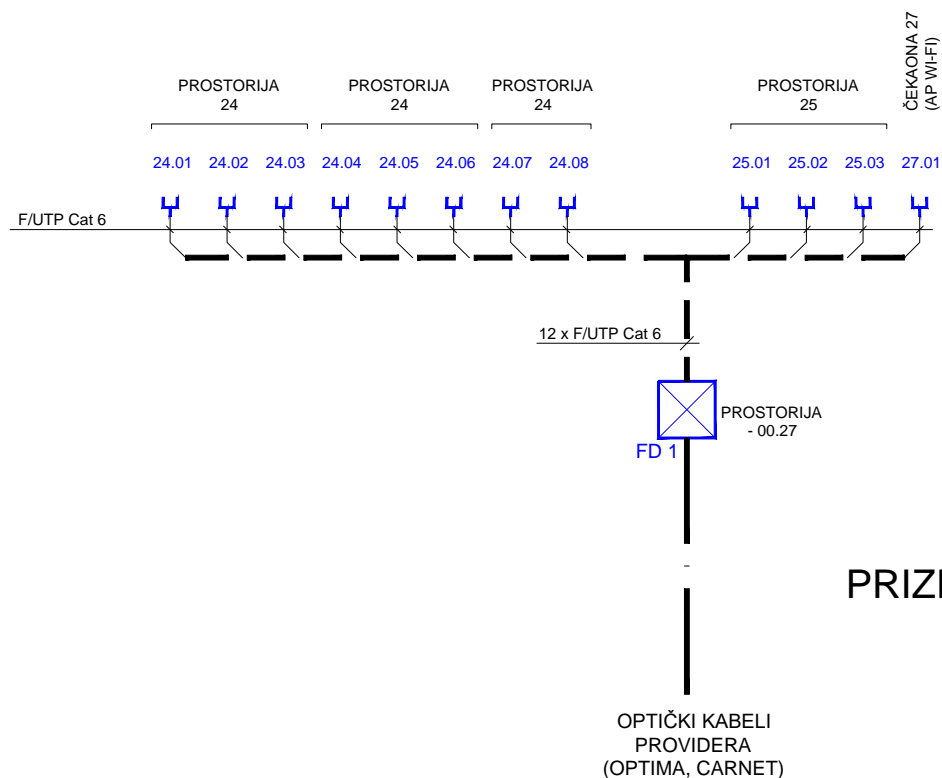 ČEKAONA 27
(AP WI-FI)
PROSTORIJA
24
PROSTORIJA
24
PROSTORIJA
24
PROSTORIJA
25
24.01 24.02 24.03 24.04 24.05 24.06 24.07 24.08 25.01 25.02 25.03 27.01
F/UTP Cat 6
12 x F/UTP Cat 6
PROSTORIJA
- 00.27
FD 1
PRIZ
OPTIČKI KABELI
PROVIDERA
(OPTIMA, CARNET)